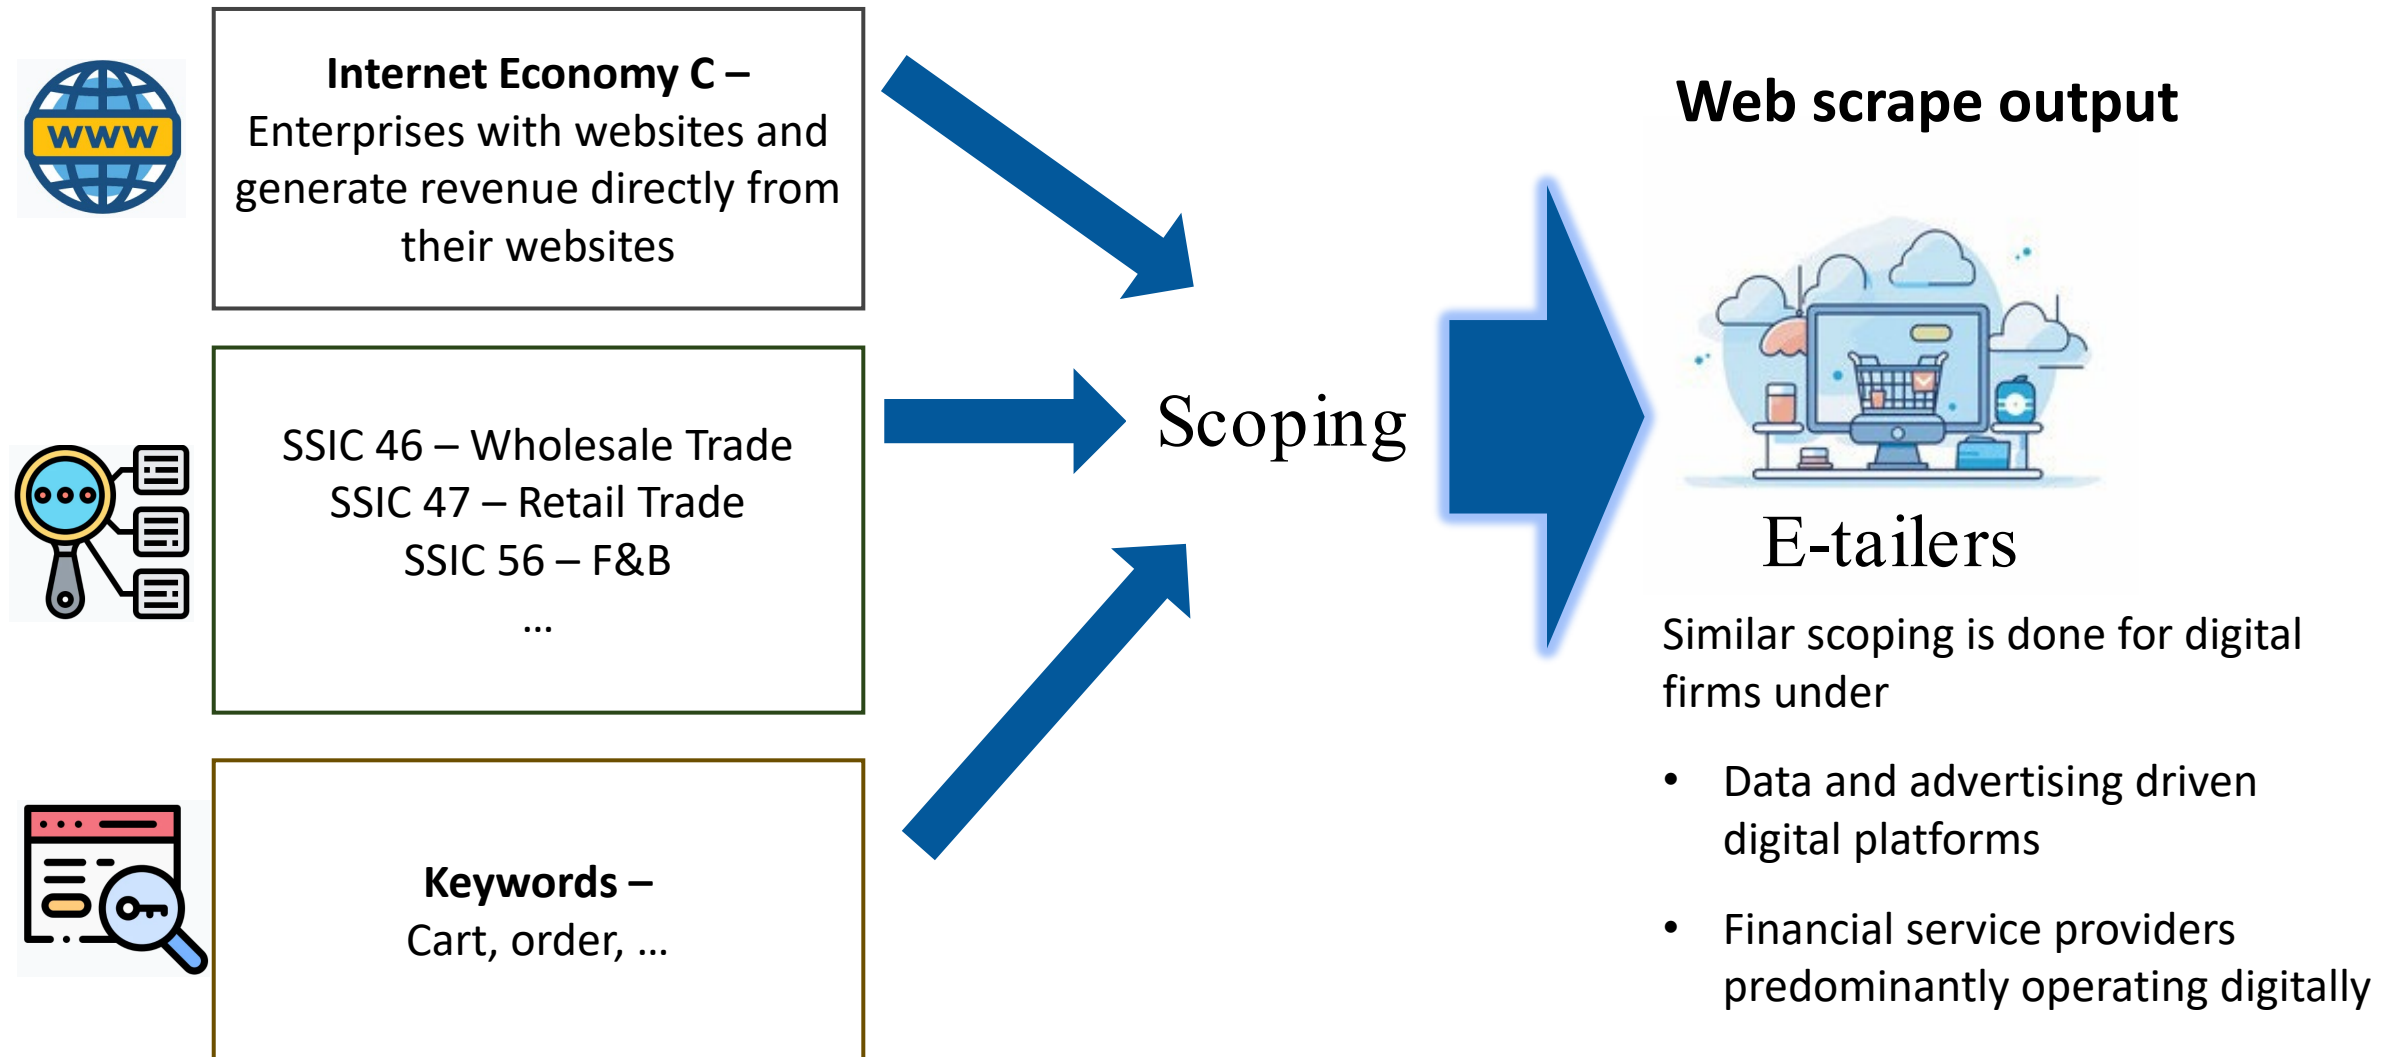 WWW
Internet Economy C –
Enterprises with websites and
generate revenue directly from
their websites
SSIC 46 – Wholesale Trade
SSIC 47 – Retail Trade
SSIC 56 – F&B
...
Keywords –
Cart, order, ...
Scoping
Web scrape output
E-tailers
Similar scoping is done for digital
firms under
• Data and advertising driven
digital platforms
• Financial service providers
predominantly operating digitally